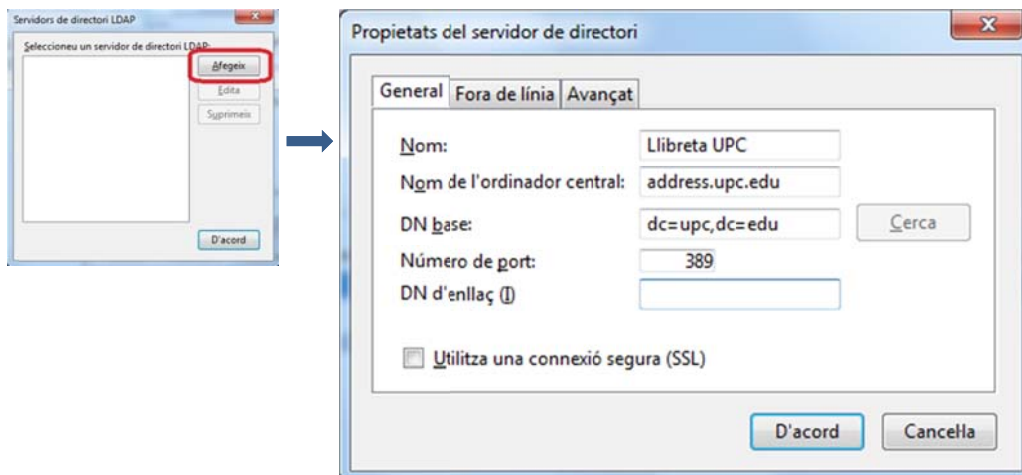 Servidors de directori LDAP
Seleccioneu un servidor de directori LDAP:
Afegeix
Edita
Suprimeix
D'acord
Propietats del servidor de directori
General Fora de línia Avançat
Nom: Llibreta UPC
Nom de l'ordinador central: address.upc.edu
DN base: dc=upc,dc=edu Cerca
Número de port: 389
DN d'enllaç (I)
Utilitza una connexió segura (SSL)
D'acord Cancel·la